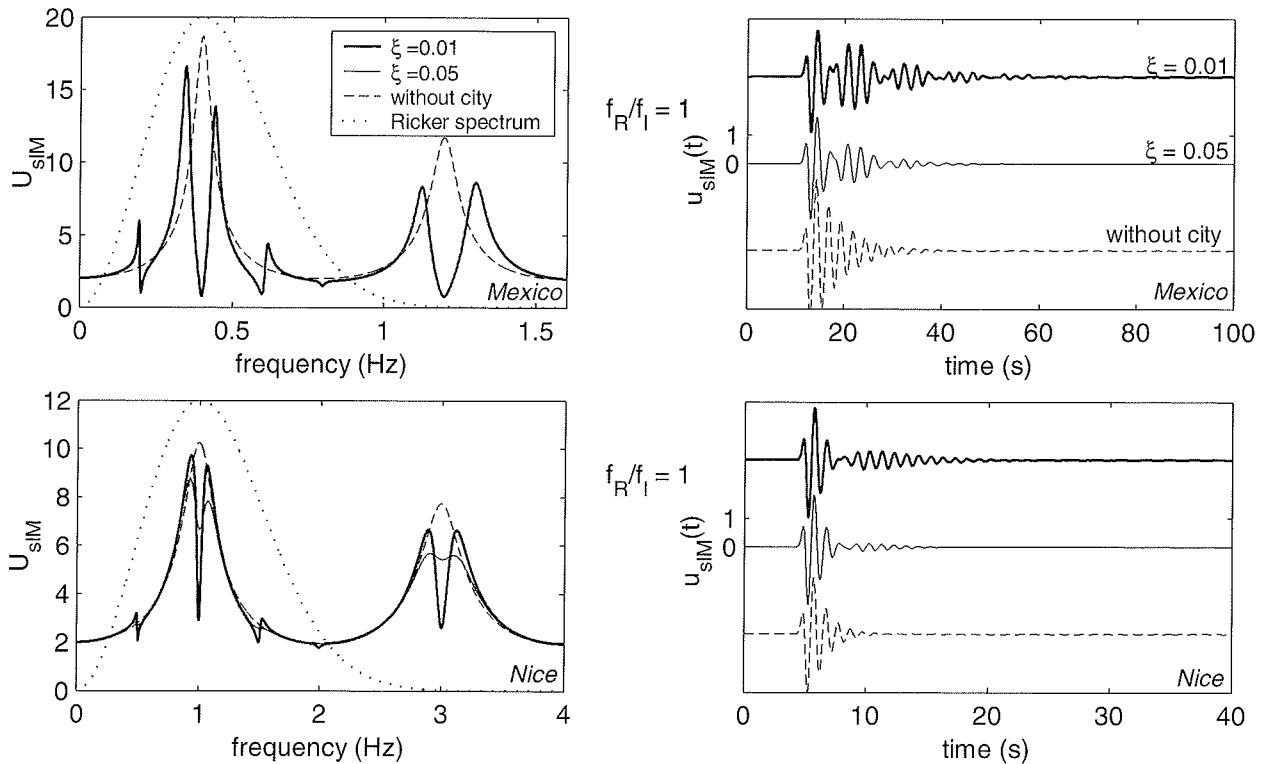 20
15
10
5
0
U_sIM
0 0.5 1 1.5
frequency (Hz)
ξ =0.01
ξ =0.05
without city
Ricker spectrum
Mexico
f_R/f_I = 1
1
0
u_sIM(t)
ξ = 0.01
ξ = 0.05
without city
Mexico
0 20 40 60 80 100
time (s)
12
10
8
6
4
2
0
U_sIM
Nice
0 1 2 3 4
frequency (Hz)
f_R/f_I = 1
1
0
u_sIM(t)
Nice
0 10 20 30 40
time (s)